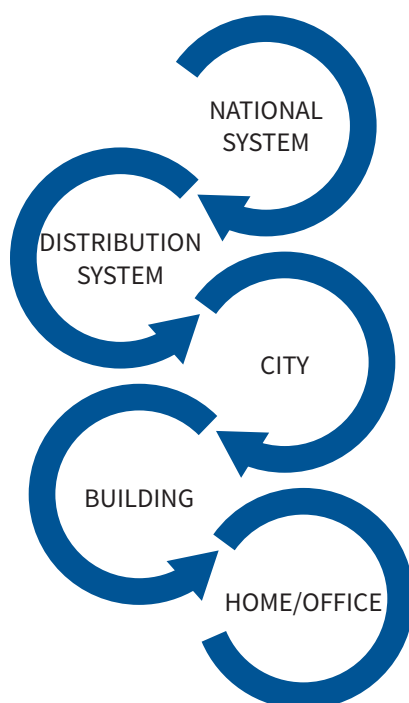 NATIONAL
SYSTEM
DISTRIBUTION
SYSTEM
CITY
BUILDING
HOME/OFFICE